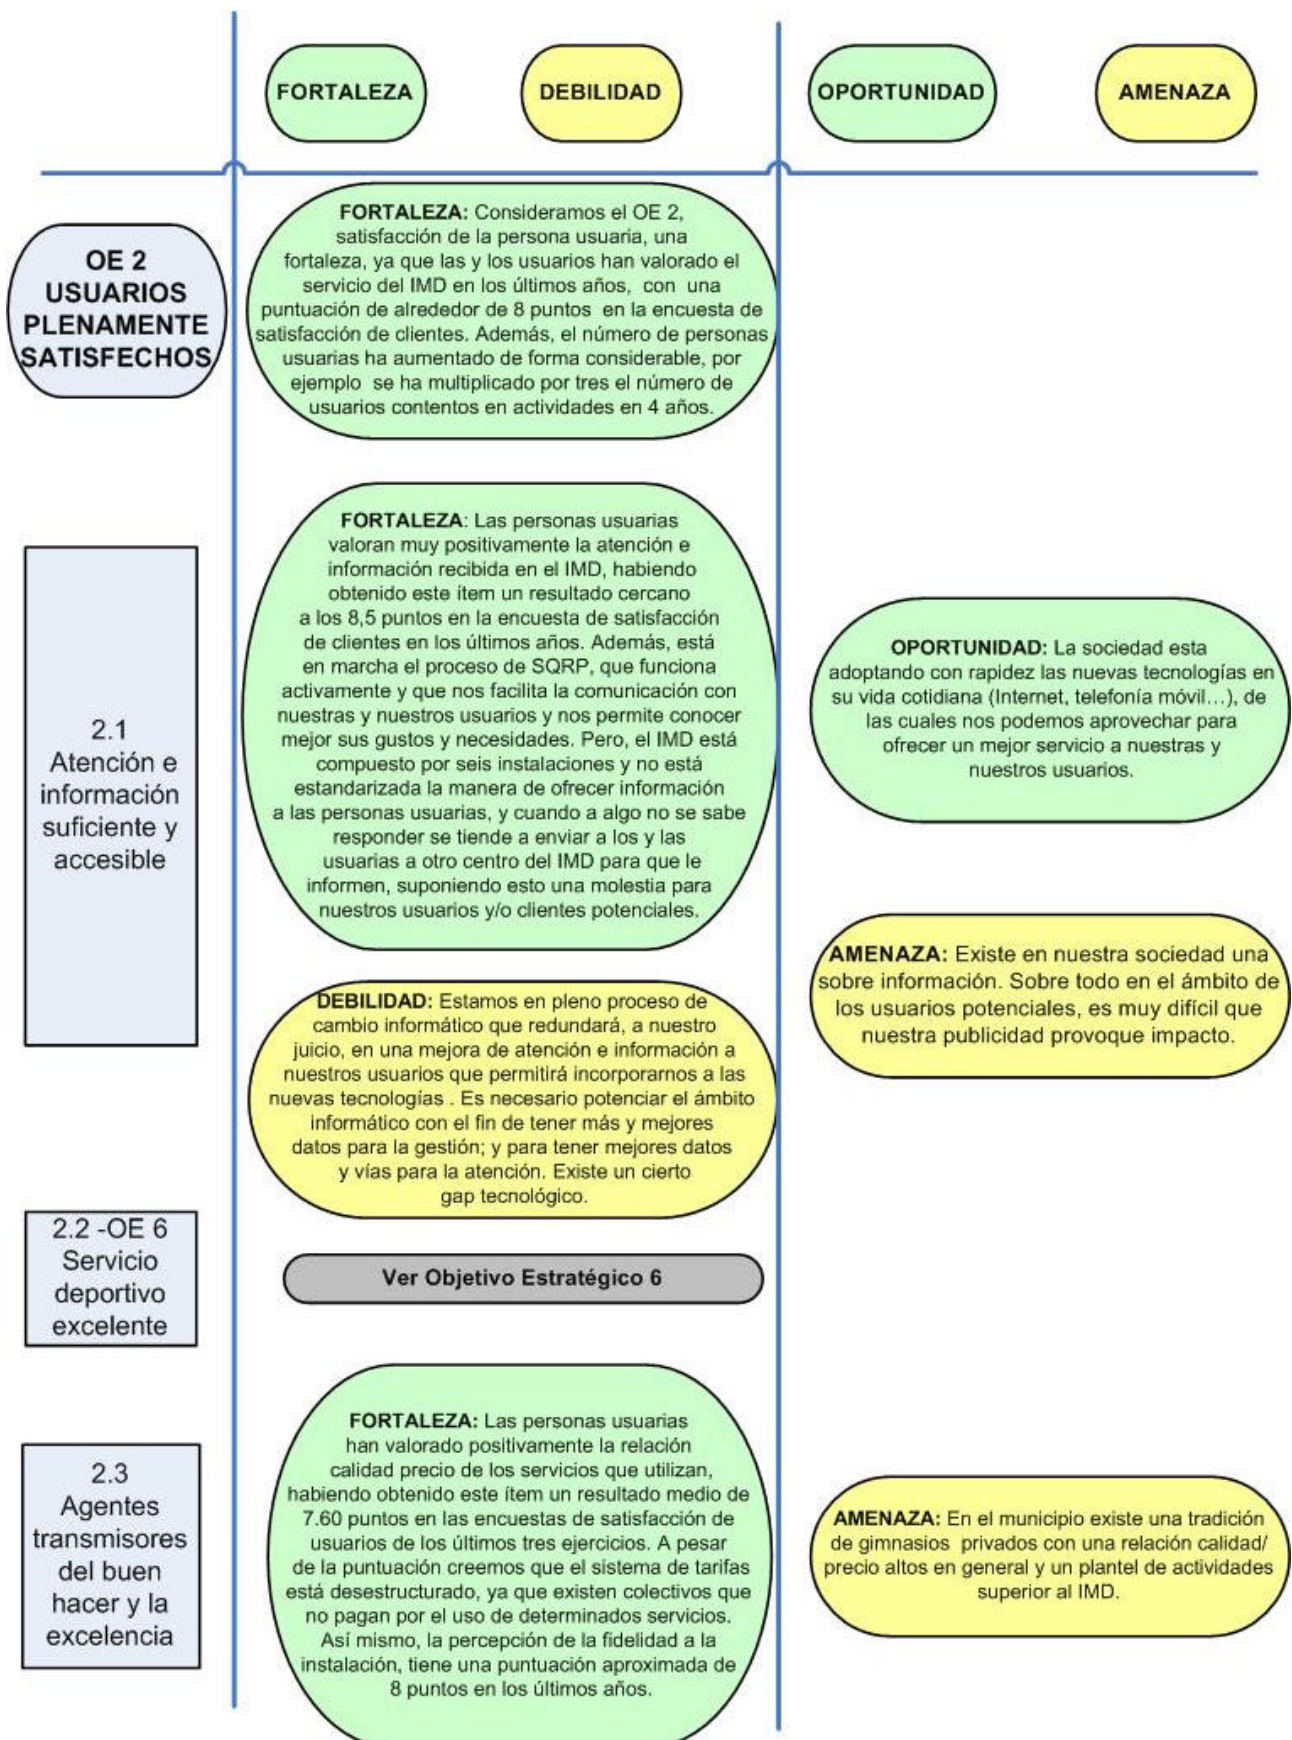 FORTALEZA
DEBILIDAD
OPORTUNIDAD
AMENAZA
OE 2
USUARIOS
PLENAMENTE
SATISFECHOS
FORTALEZA: Consideramos el OE 2,
satisfacción de la persona usuaria, una
fortaleza, ya que las y los usuarios han valorado el
servicio del IMD en los últimos años, con una
puntuación de alrededor de 8 puntos en la encuesta de
satisfacción de clientes. Además, el número de personas
usuarias ha aumentado de forma considerable, por
ejemplo se ha multiplicado por tres el número de
usuarios contentos en actividades en 4 años.
2.1
Atención e
información
suficiente y
accesible
FORTALEZA: Las personas usuarias
valoran muy positivamente la atención e
información recibida en el IMD, habiendo
obtenido este ítem un resultado cercano
a los 8,5 puntos en la encuesta de satisfacción
de clientes en los últimos años. Además, está
en marcha el proceso de SQRP, que funciona
activamente y que nos facilita la comunicación con
nuestras y nuestros usuarios y nos permite conocer
mejor sus gustos y necesidades. Pero, el IMD está
compuesto por seis instalaciones y no está
estandarizada la manera de ofrecer información
a las personas usuarias, y cuando a algo no se sabe
responder se tiende a enviar a los y las
usuarias a otro centro del IMD para que le
informen, suponiendo esto una molestia para
nuestros usuarios y/o clientes potenciales.
OPORTUNIDAD: La sociedad esta
adoptando con rapidez las nuevas tecnologías en
su vida cotidiana (Internet, telefonía móvil…), de
las cuales nos podemos aprovechar para
ofrecer un mejor servicio a nuestras y
nuestros usuarios.
AMENAZA: Existe en nuestra sociedad una
sobre información. Sobre todo en el ámbito de
los usuarios potenciales, es muy difícil que
nuestra publicidad provoque impacto.
DEBILIDAD: Estamos en pleno proceso de
cambio informático que redundará, a nuestro
juicio, en una mejora de atención e información a
nuestros usuarios que permitirá incorporarnos a las
nuevas tecnologías . Es necesario potenciar el ámbito
informático con el fin de tener más y mejores
datos para la gestión; y para tener mejores datos
y vías para la atención. Existe un cierto
gap tecnológico.
2.2 -OE 6
Servicio
deportivo
excelente
Ver Objetivo Estratégico 6
2.3
Agentes
transmisores
del buen
hacer y la
excelencia
FORTALEZA: Las personas usuarias
han valorado positivamente la relación
calidad precio de los servicios que utilizan,
habiendo obtenido este ítem un resultado medio de
7.60 puntos en las encuestas de satisfacción de
usuarios de los últimos tres ejercicios. A pesar
de la puntuación creemos que el sistema de tarifas
está desestructurado, ya que existen colectivos que
no pagan por el uso de determinados servicios.
Así mismo, la percepción de la fidelidad a la
instalación, tiene una puntuación aproximada de
8 puntos en los últimos años.
AMENAZA: En el municipio existe una tradición
de gimnasios privados con una relación calidad/
precio altos en general y un plantel de actividades
superior al IMD.